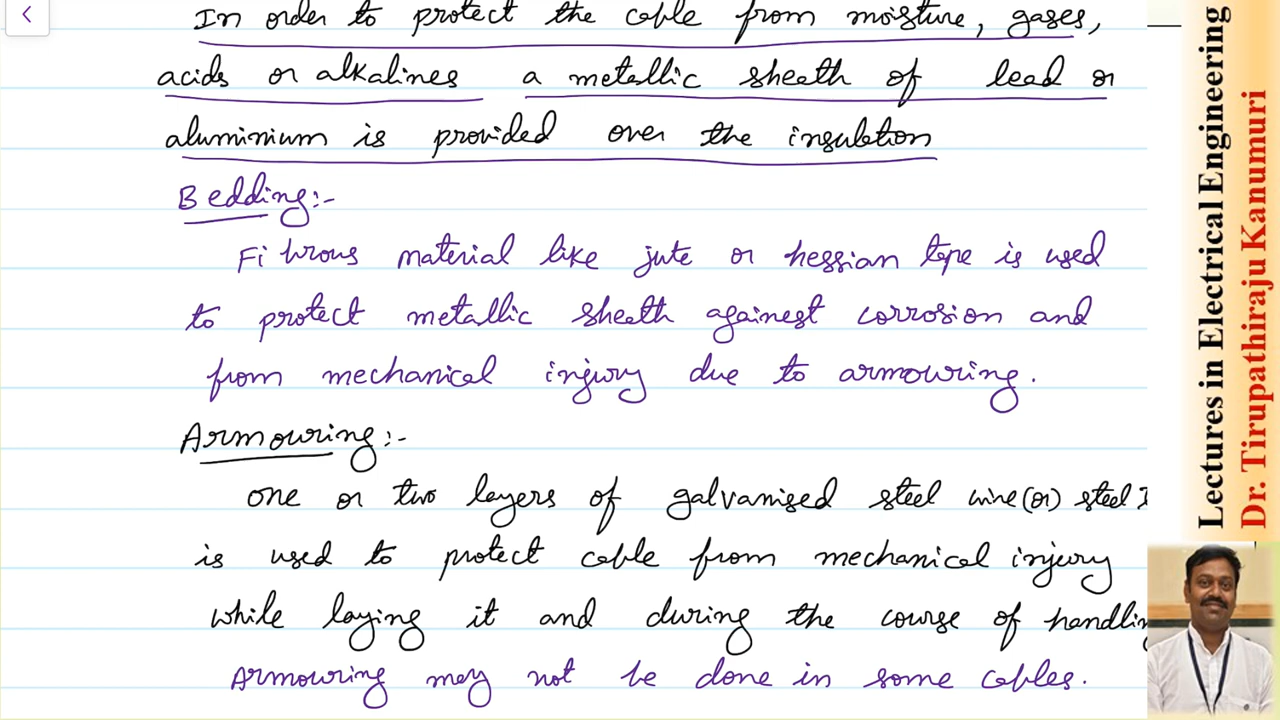 In order to protect the cable from moisture, gases,
acids or alkalines a metallic sheath of lead or
aluminium is provided over the insulation
Bedding:-
Fibrous material like jute or hessian tape is used
to protect metallic sheath againest corrosion and
from mechanical injury due to armouring.
Armouring:-
one or two layers of galvanised steel wire (or) steel
is used to protect cable from mechanical injury
while laying it and during the course of handlin
Armouring may not be done in some cables.
Lectures in Electrical Engineering
Dr. Tirupathiraju Kanumuri